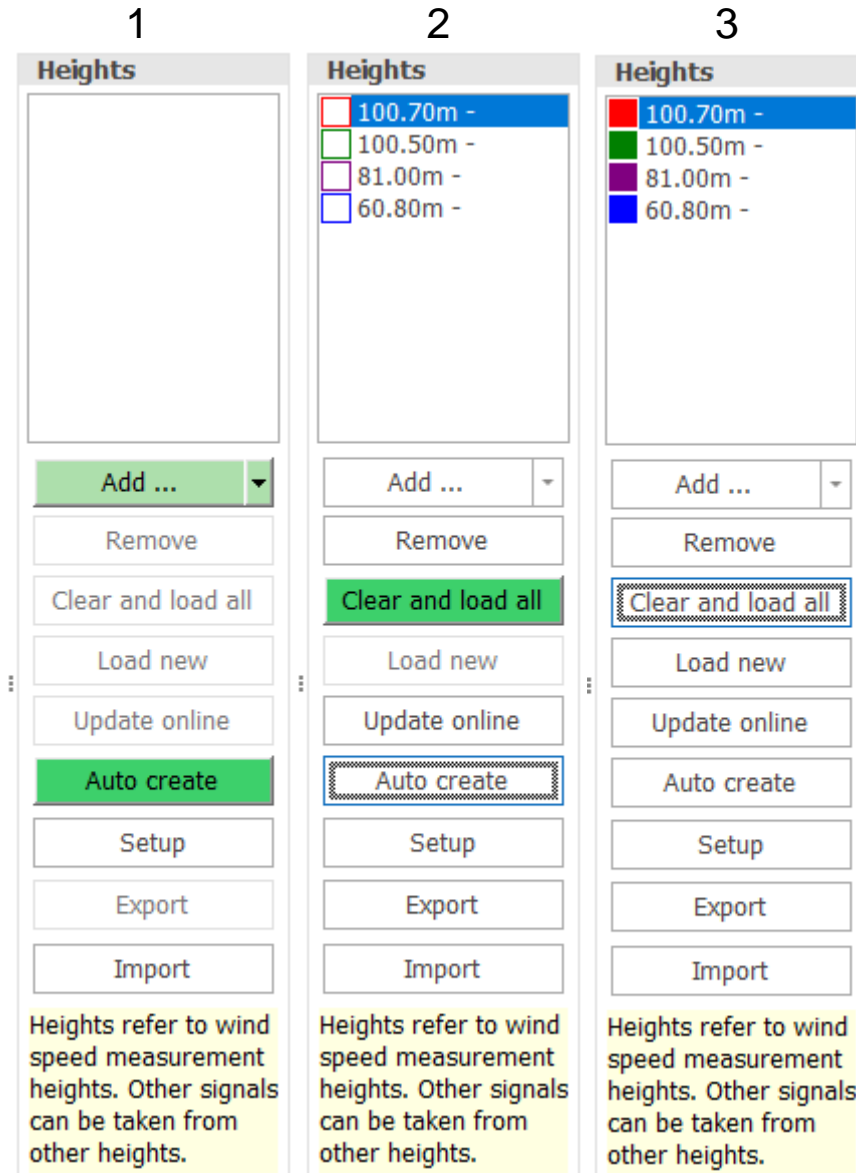 1
Heights
Add ...
Remove
Clear and load all
Load new
Update online
Auto create
Setup
Export
Import
Heights refer to wind
speed measurement
heights. Other signals
can be taken from
other heights.
2
Heights
100.70m -
100.50m -
81.00m -
60.80m -
Add ...
Remove
Clear and load all
Load new
Update online
Auto create
Setup
Export
Import
Heights refer to wind
speed measurement
heights. Other signals
can be taken from
other heights.
3
Heights
100.70m -
100.50m -
81.00m -
60.80m -
Add ...
Remove
Clear and load all
Load new
Update online
Auto create
Setup
Export
Import
Heights refer to wind
speed measurement
heights. Other signals
can be taken from
other heights.